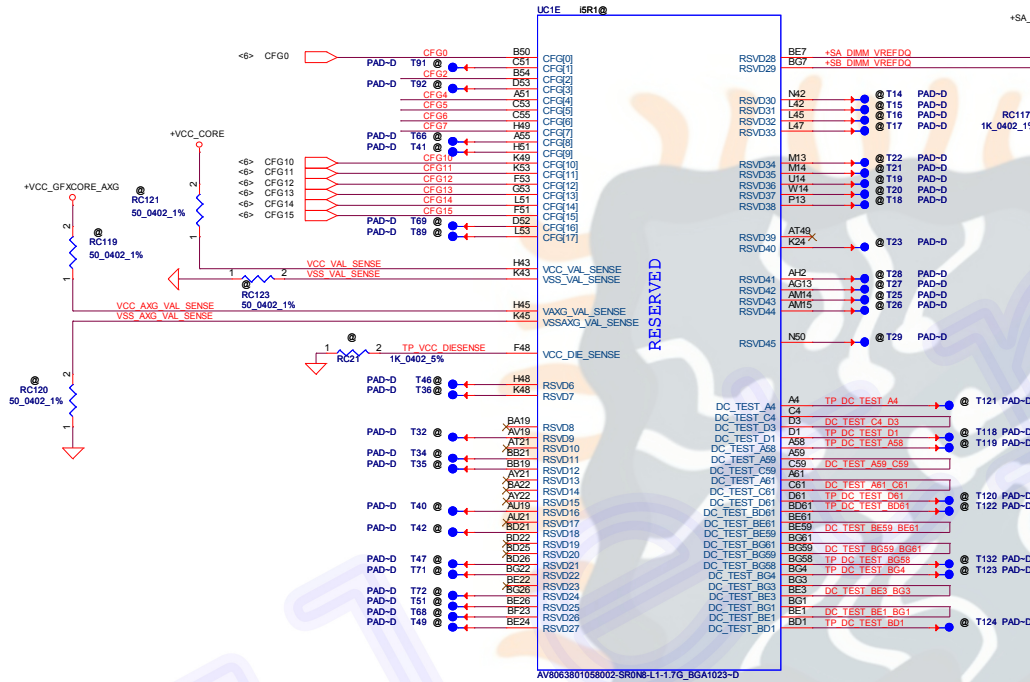 UC1E i5R1@
+SA_
<6> CFG0 CFG0 B50 CFG[0] RSVD28 BE7 +SA_DIMM_VREFDQ
PAD~D T91 @ C51 CFG[1] RSVD29 BG7 +SB_DIMM_VREFDQ
CFG2 B54 CFG[2]
PAD~D T92 @ D53 CFG[3]
CFG4 A51 CFG[4] RSVD30 N42 @ T14 PAD~D
CFG5 C53 CFG[5] RSVD31 L42 @ T15 PAD~D
CFG6 C55 CFG[6] RSVD32 L45 @ T16 PAD~D
CFG7 H49 CFG[7] RSVD33 L47 @ T17 PAD~D
RC117
1K_0402_1%
PAD~D T66 @ A55 CFG[8]
PAD~D T41 @ H51 CFG[9]
+VCC_CORE
<6> CFG10 CFG10 K49 CFG[10] RSVD34 M13 @ T22 PAD~D
<6> CFG11 CFG11 K53 CFG[11] RSVD35 M14 @ T21 PAD~D
<6> CFG12 CFG12 F53 CFG[12] RSVD36 U14 @ T19 PAD~D
<6> CFG13 CFG13 G53 CFG[13] RSVD37 W14 @ T20 PAD~D
<6> CFG14 CFG14 L51 CFG[14] RSVD38 P13 @ T18 PAD~D
<6> CFG15 CFG15 F51 CFG[15]
PAD~D T69 @ D52 CFG[16]
PAD~D T89 @ L53 CFG[17] RSVD39 AT49
RSVD40 K24 @ T23 PAD~D
+VCC_GFXCORE_AXG
2 @ RC121 50_0402_1% 1
2 @ RC119 50_0402_1% 1
VCC_VAL_SENSE H43 VCC_VAL_SENSE
VSS_VAL_SENSE K43 VSS_VAL_SENSE
1 2 @ RC123 50_0402_1%
RSVD41 AH2 @ T28 PAD~D
RSVD42 AG13 @ T27 PAD~D
RSVD43 AM14 @ T25 PAD~D
RSVD44 AM15 @ T26 PAD~D
VCC_AXG_VAL_SENSE H45 VAXG_VAL_SENSE
VSS_AXG_VAL_SENSE K45 VSSAXG_VAL_SENSE
RESERVED
RSVD45 N50 @ T29 PAD~D
@ 1 2 RC21 1K_0402_5% TP_VCC_DIESENSE F48 VCC_DIE_SENSE
@ 2 RC120 50_0402_1% 1
PAD~D T46 @ H48 RSVD6
PAD~D T36 @ K48 RSVD7
BA19 RSVD8
PAD~D T32 @ AV19 RSVD9
AT21 RSVD10
PAD~D T34 @ BB21 RSVD11
PAD~D T35 @ BB19 RSVD12
AY21 RSVD13
BA22 RSVD14
AY22 RSVD15
PAD~D T40 @ AU19 RSVD16
AU21 RSVD17
PAD~D T42 @ BD21 RSVD18
BD22 RSVD19
BD25 RSVD20
PAD~D T47 @ BD26 RSVD21
PAD~D T71 @ BG22 RSVD22
BE22 RSVD23
PAD~D T72 @ BG26 RSVD24
PAD~D T51 @ BE26 RSVD25
PAD~D T68 @ BF23 RSVD26
PAD~D T49 @ BE24 RSVD27
DC_TEST_A4 A4 TP_DC_TEST_A4 @ T121 PAD~D
DC_TEST_C4 C4
DC_TEST_D3 D3 DC_TEST_C4_D3
DC_TEST_D1 D1 TP_DC_TEST_D1 @ T118 PAD~D
DC_TEST_A58 A58 TP_DC_TEST_A58 @ T119 PAD~D
DC_TEST_A59 A59
DC_TEST_C59 C59 DC_TEST_A59_C59
DC_TEST_A61 A61
DC_TEST_C61 C61 DC_TEST_A61_C61
DC_TEST_D61 D61 TP_DC_TEST_D61 @ T120 PAD~D
DC_TEST_BD61 BD61 TP_DC_TEST_BD61 @ T122 PAD~D
DC_TEST_BE61 BE61
DC_TEST_BE59 BE59 DC_TEST_BE59_BE61
DC_TEST_BG61 BG61
DC_TEST_BG59 BG59 DC_TEST_BG59_BG61
DC_TEST_BG58 BG58 TP_DC_TEST_BG58 @ T132 PAD~D
DC_TEST_BG4 BG4 TP_DC_TEST_BG4 @ T123 PAD~D
DC_TEST_BG3 BG3
DC_TEST_BE3 BE3 DC_TEST_BE3_BG3
DC_TEST_BG1 BG1
DC_TEST_BE1 BE1 DC_TEST_BE1_BG1
DC_TEST_BD1 BD1 TP_DC_TEST_BD1 @ T124 PAD~D
AV8063801058002-SR0N8-L1-1.7G_BGA1023~D